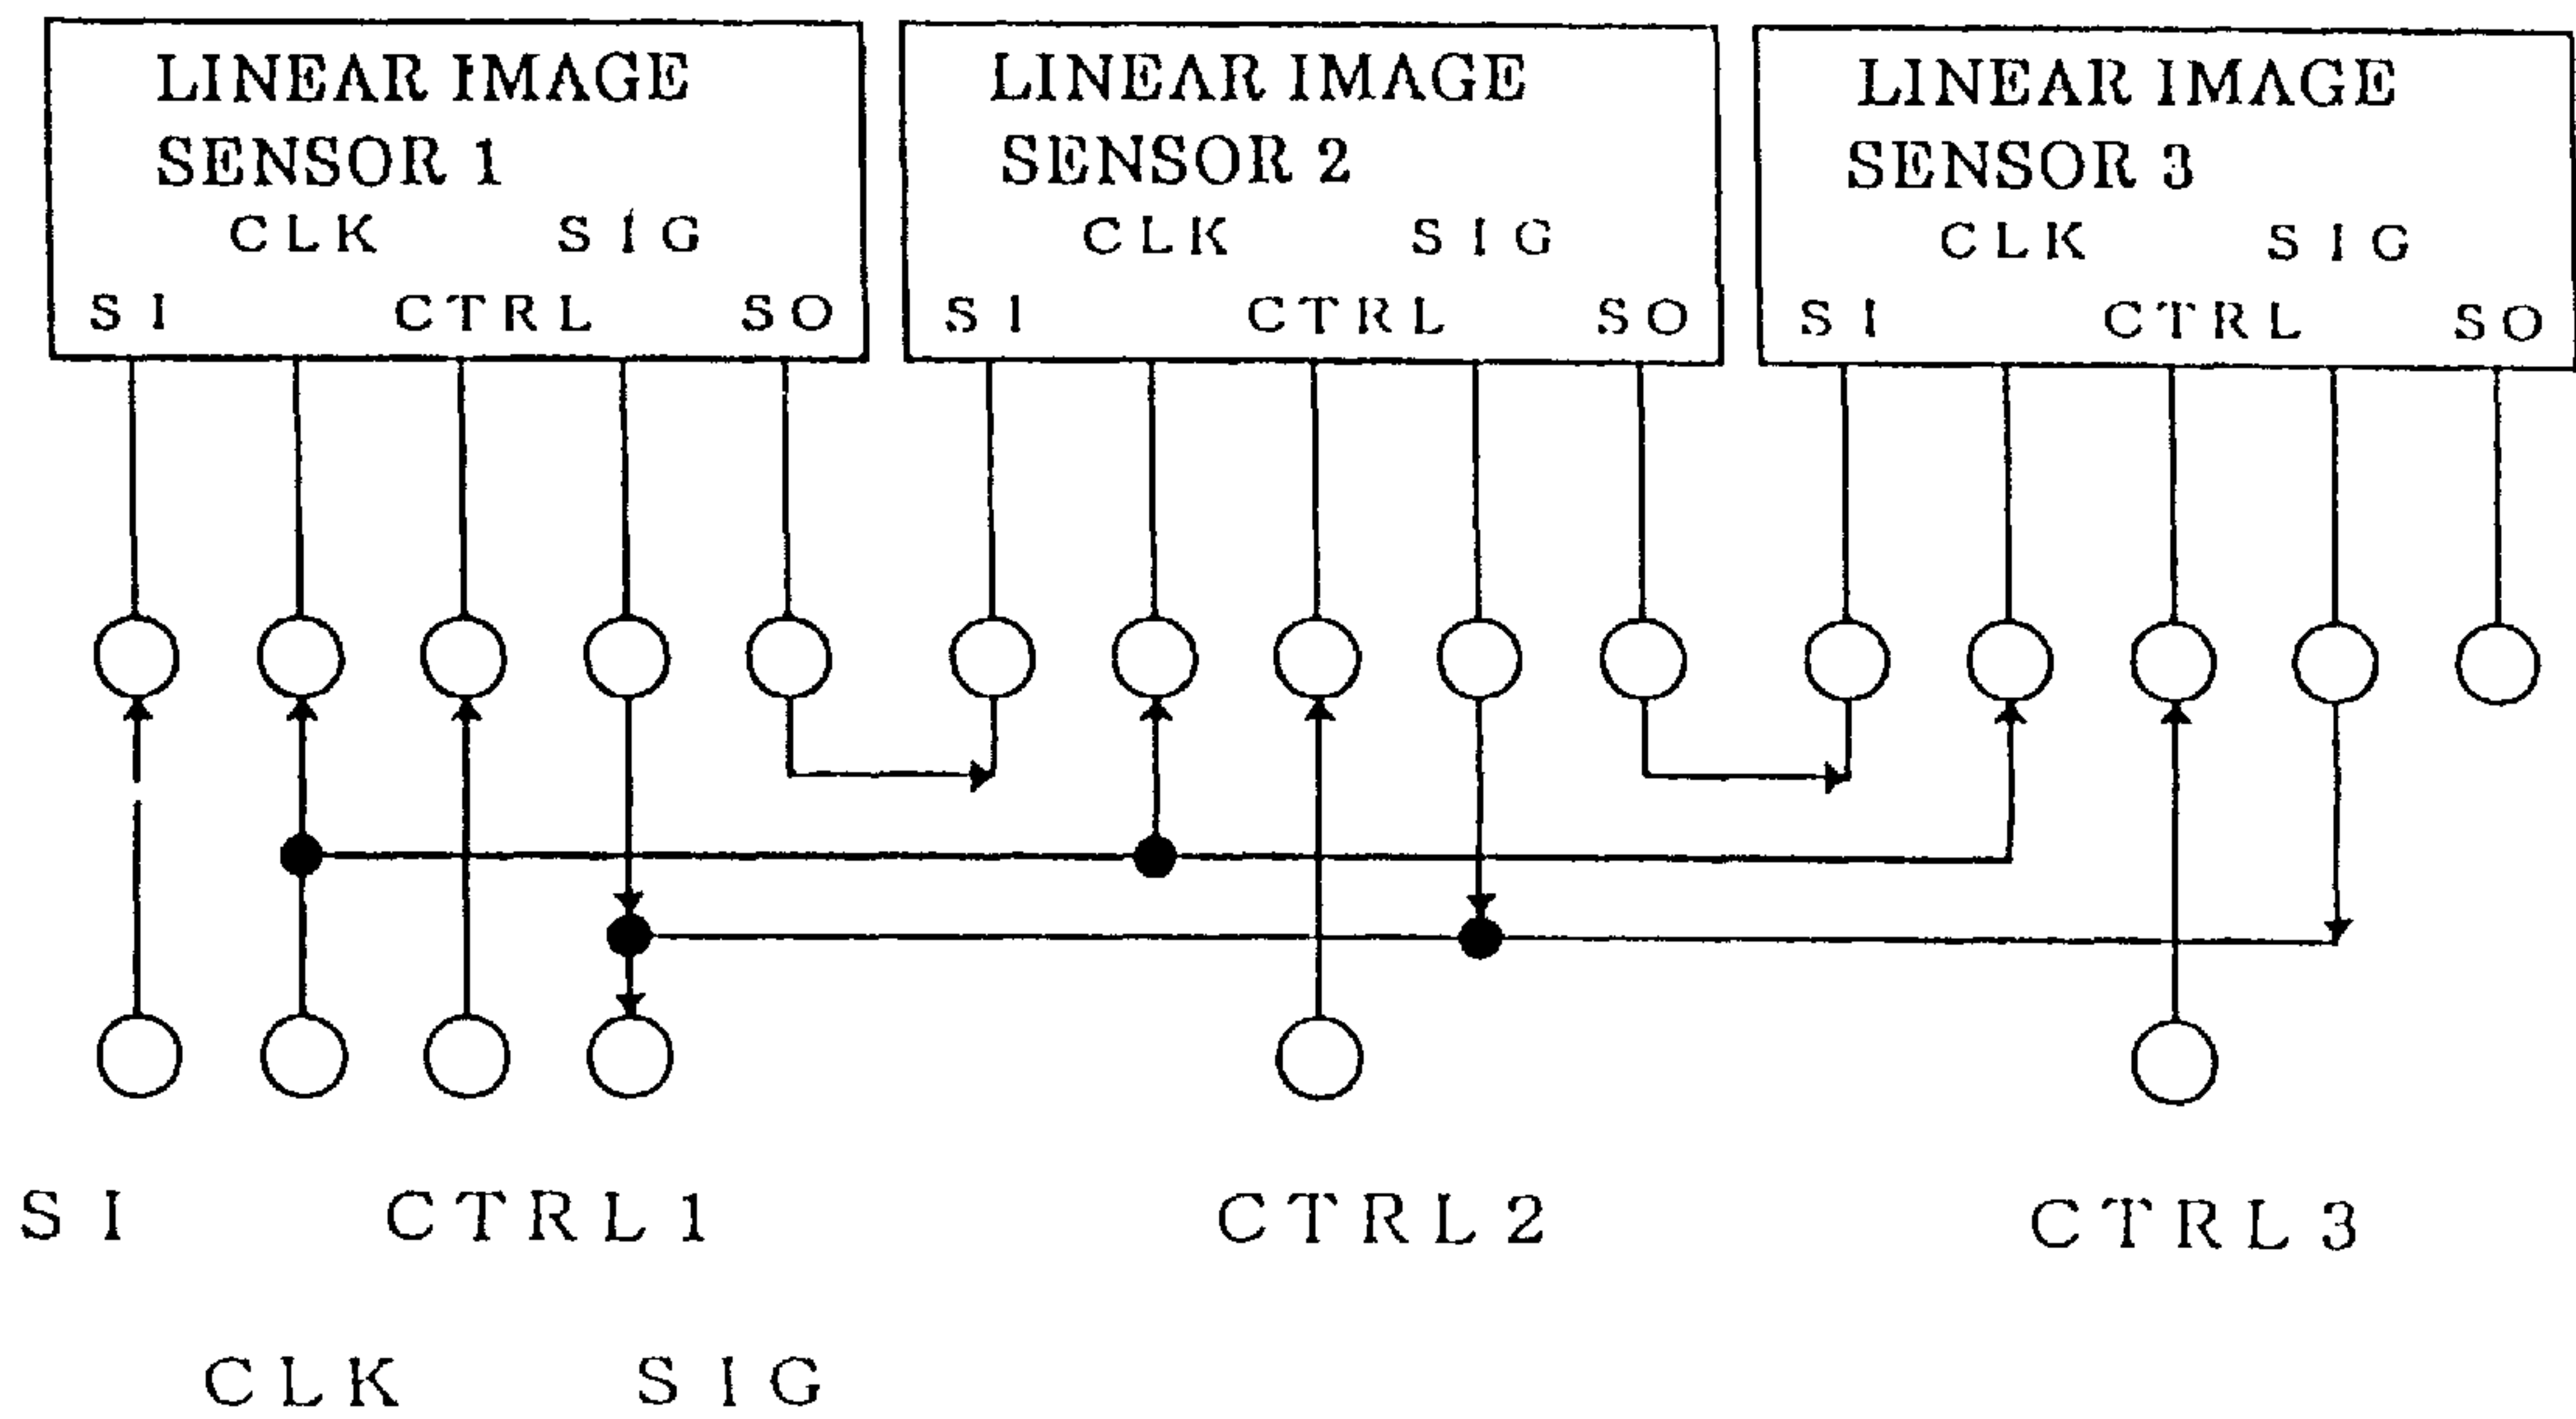 LINEAR IMAGE
SENSOR 1
CLK SIG
SI CTRL SO
LINEAR IMAGE
SENSOR 2
CLK SIG
SI CTRL SO
LINEAR IMAGE
SENSOR 3
CLK SIG
SI CTRL SO
SI CTRL1 CTRL2 CTRL3
CLK SIG